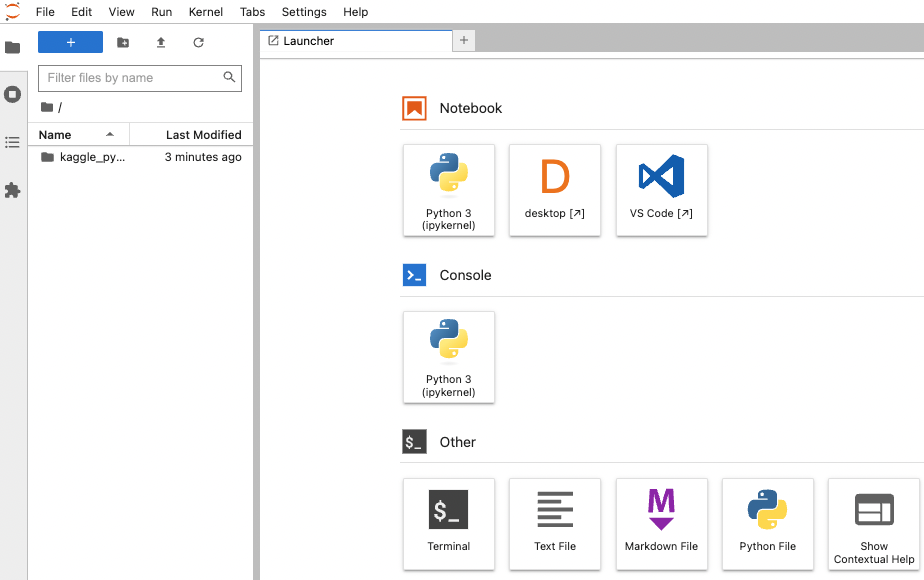 File Edit View Run Kernel Tabs Settings Help
+
Filter files by name
/
Name Last Modified
kaggle_py... 3 minutes ago
Launcher
+
Notebook
Python 3
(ipykernel)
D
desktop [↗]
VS Code [↗]
>_ Console
Python 3
(ipykernel)
$_ Other
$_
Terminal
Text File
M
Markdown File
Python File
Show
Contextual Help